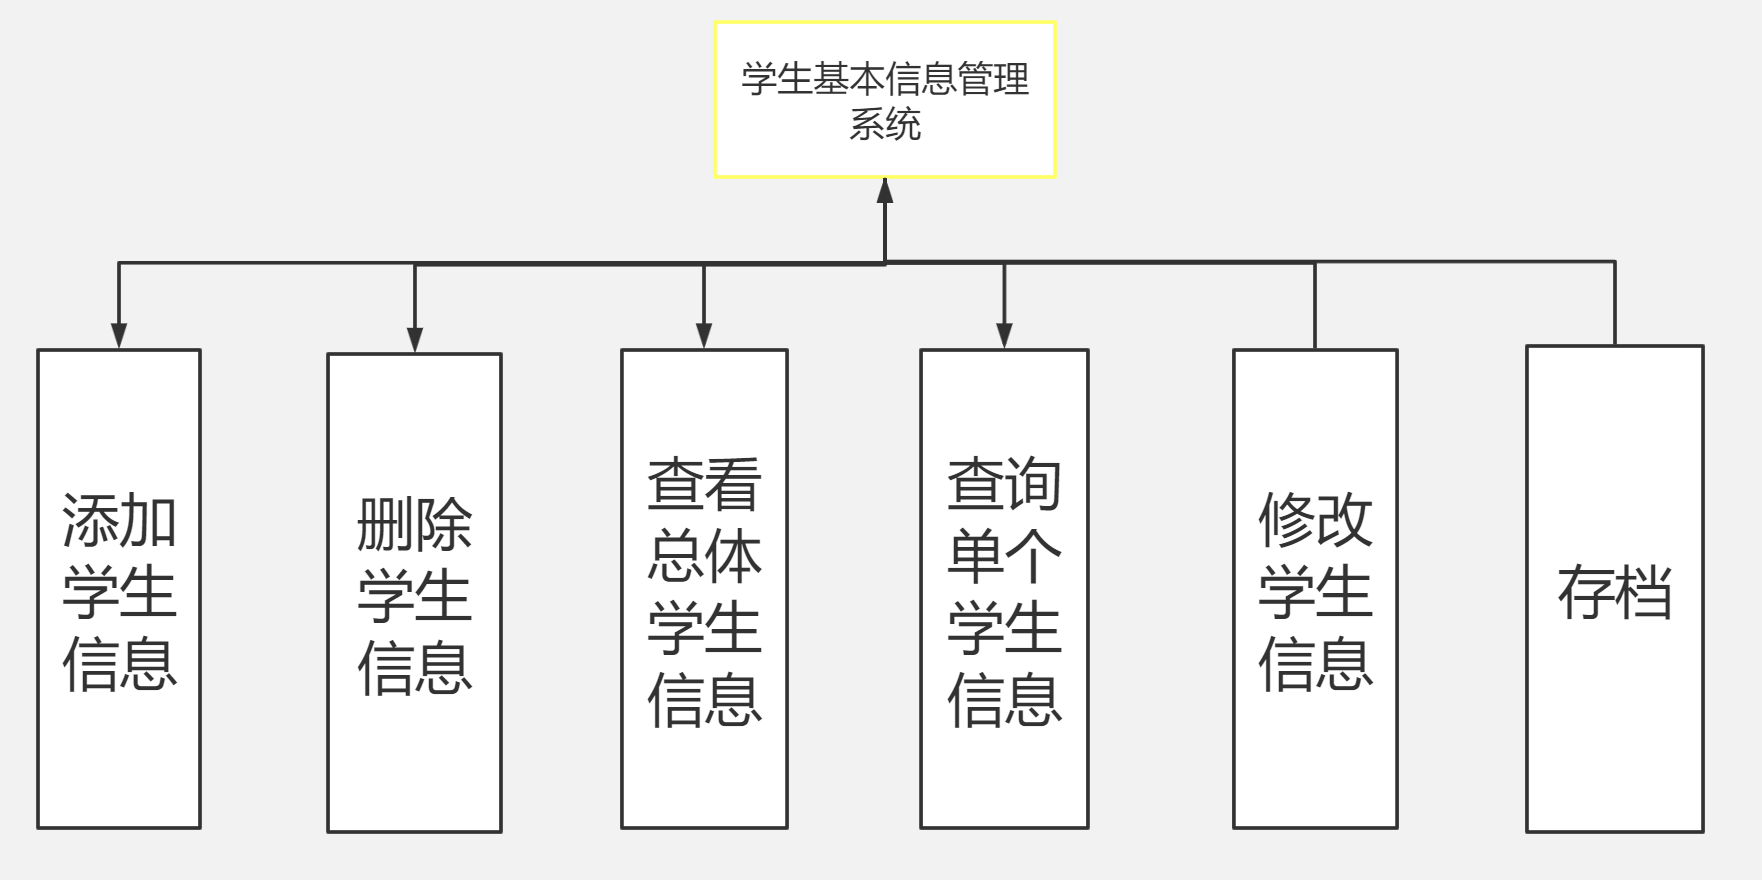 学生基本信息管理
系统
添加
学生
信息
删除
学生
信息
查看
总体
学生
信息
查询
单个
学生
信息
修改
学生
信息
存档